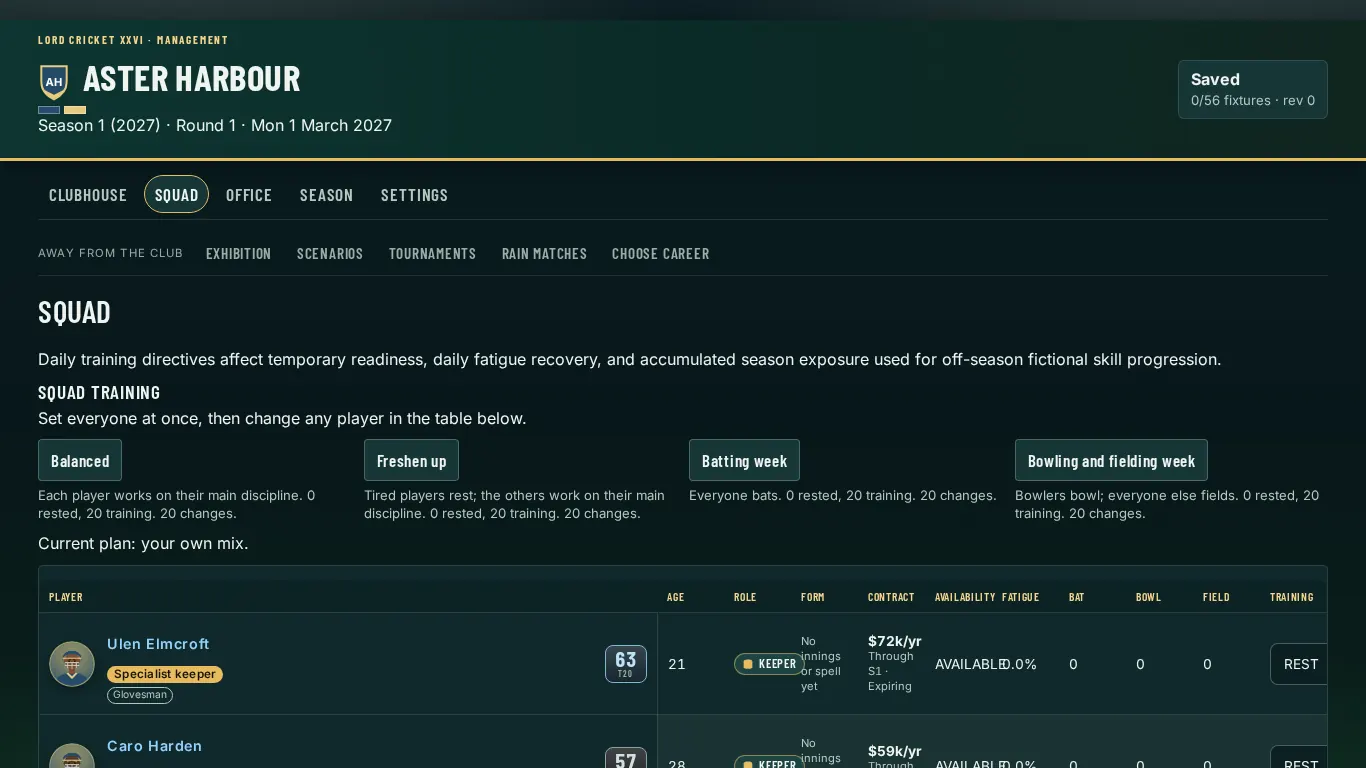 LORD CRICKET XXVI · MANAGEMENT
AH
ASTER HARBOUR
Season 1 (2027) · Round 1 · Mon 1 March 2027
Saved
0/56 fixtures · rev 0
CLUBHOUSE SQUAD OFFICE SEASON SETTINGS
AWAY FROM THE CLUB EXHIBITION SCENARIOS TOURNAMENTS RAIN MATCHES CHOOSE CAREER
SQUAD
Daily training directives affect temporary readiness, daily fatigue recovery, and accumulated season exposure used for off-season fictional skill progression.
SQUAD TRAINING
Set everyone at once, then change any player in the table below.
Balanced
Each player works on their main discipline. 0
rested, 20 training. 20 changes.
Freshen up
Tired players rest; the others work on their main
discipline. 0 rested, 20 training. 20 changes.
Batting week
Everyone bats. 0 rested, 20 training. 20 changes.
Bowling and fielding week
Bowlers bowl; everyone else fields. 0 rested, 20
training. 20 changes.
Current plan: your own mix.
PLAYER AGE ROLE FORM CONTRACT AVAILABILITY FATIGUE BAT BOWL FIELD TRAINING
Ulen Elmcroft
Specialist keeper
Glovesman
63
T20
21
KEEPER
No
innings
or spell
yet
$72k/yr
Through
S1 ·
Expiring
AVAILABLE
0.0%
0
0
0
REST
Caro Harden
57
28
KEEPER
No
innings
$59k/yr
Through
AVAILABLE
0.0%
0
0
0
REST